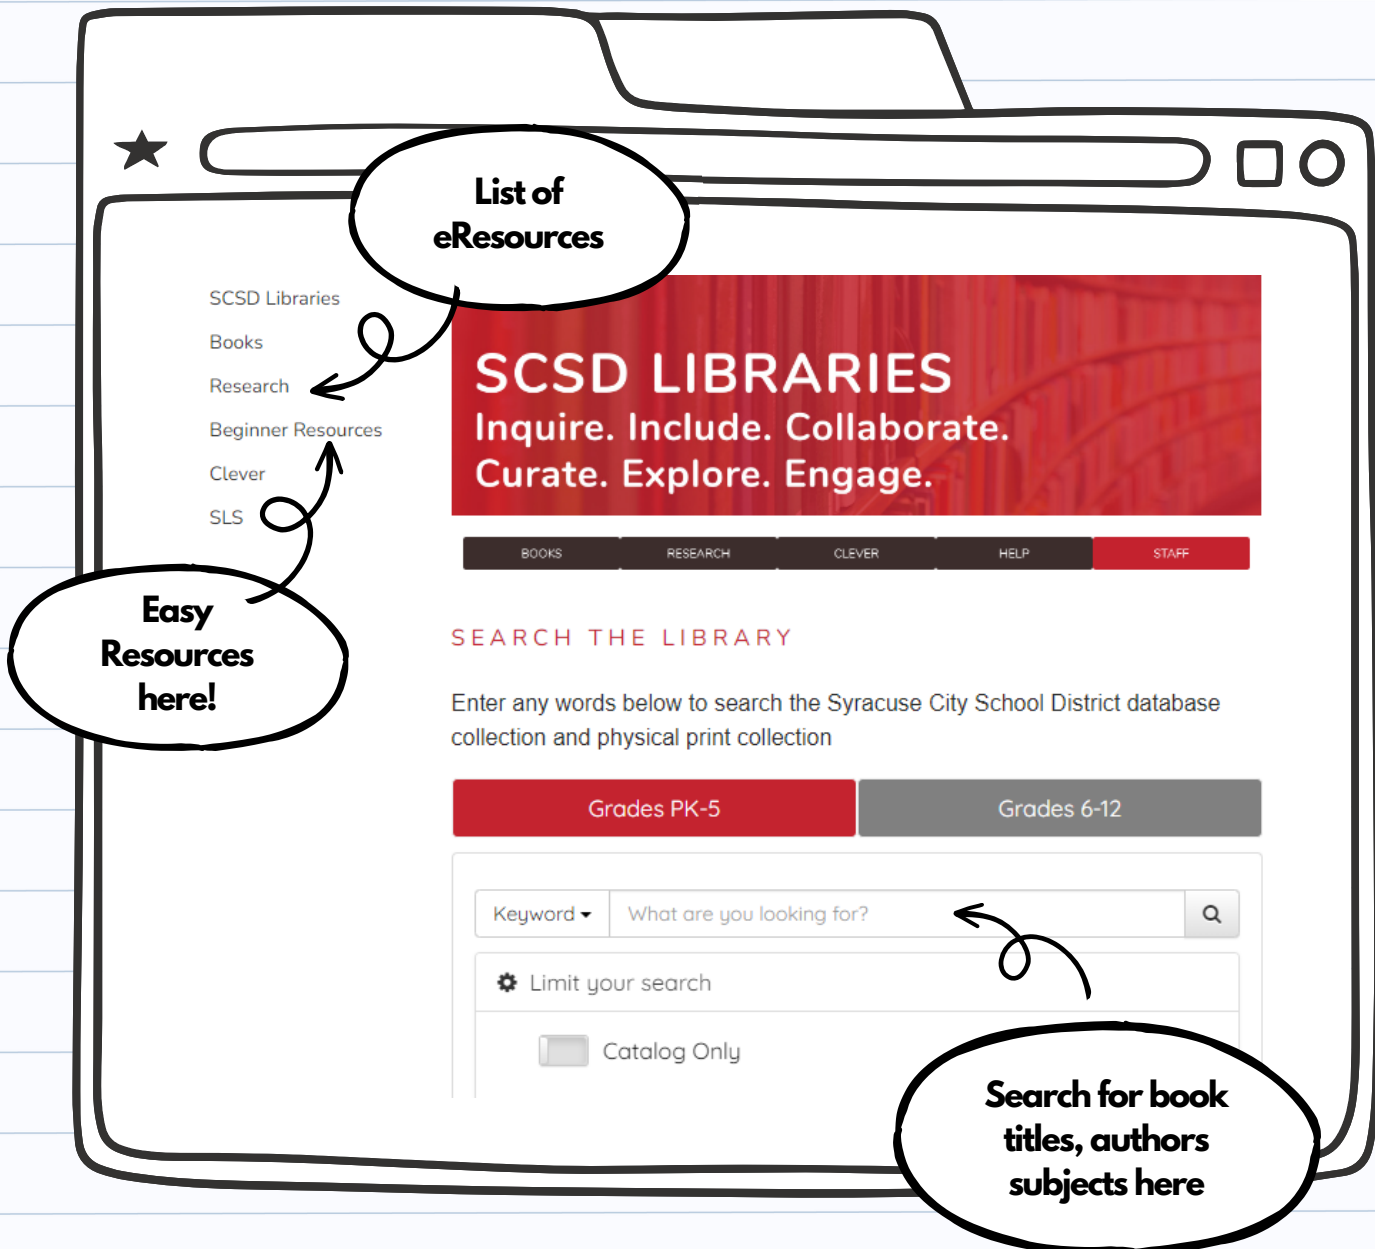 List of
eResources
SCSD Libraries
Books
Research
Beginner Resources
Clever
SLS
Easy
Resources
here!
SCSD LIBRARIES
Inquire. Include. Collaborate.
Curate. Explore. Engage.
BOOKS RESEARCH CLEVER HELP STAFF
SEARCH THE LIBRARY
Enter any words below to search the Syracuse City School District database
collection and physical print collection
Grades PK-5 Grades 6-12
Keyword What are you looking for?
Limit your search
Catalog Only
Search for book
titles, authors
subjects here